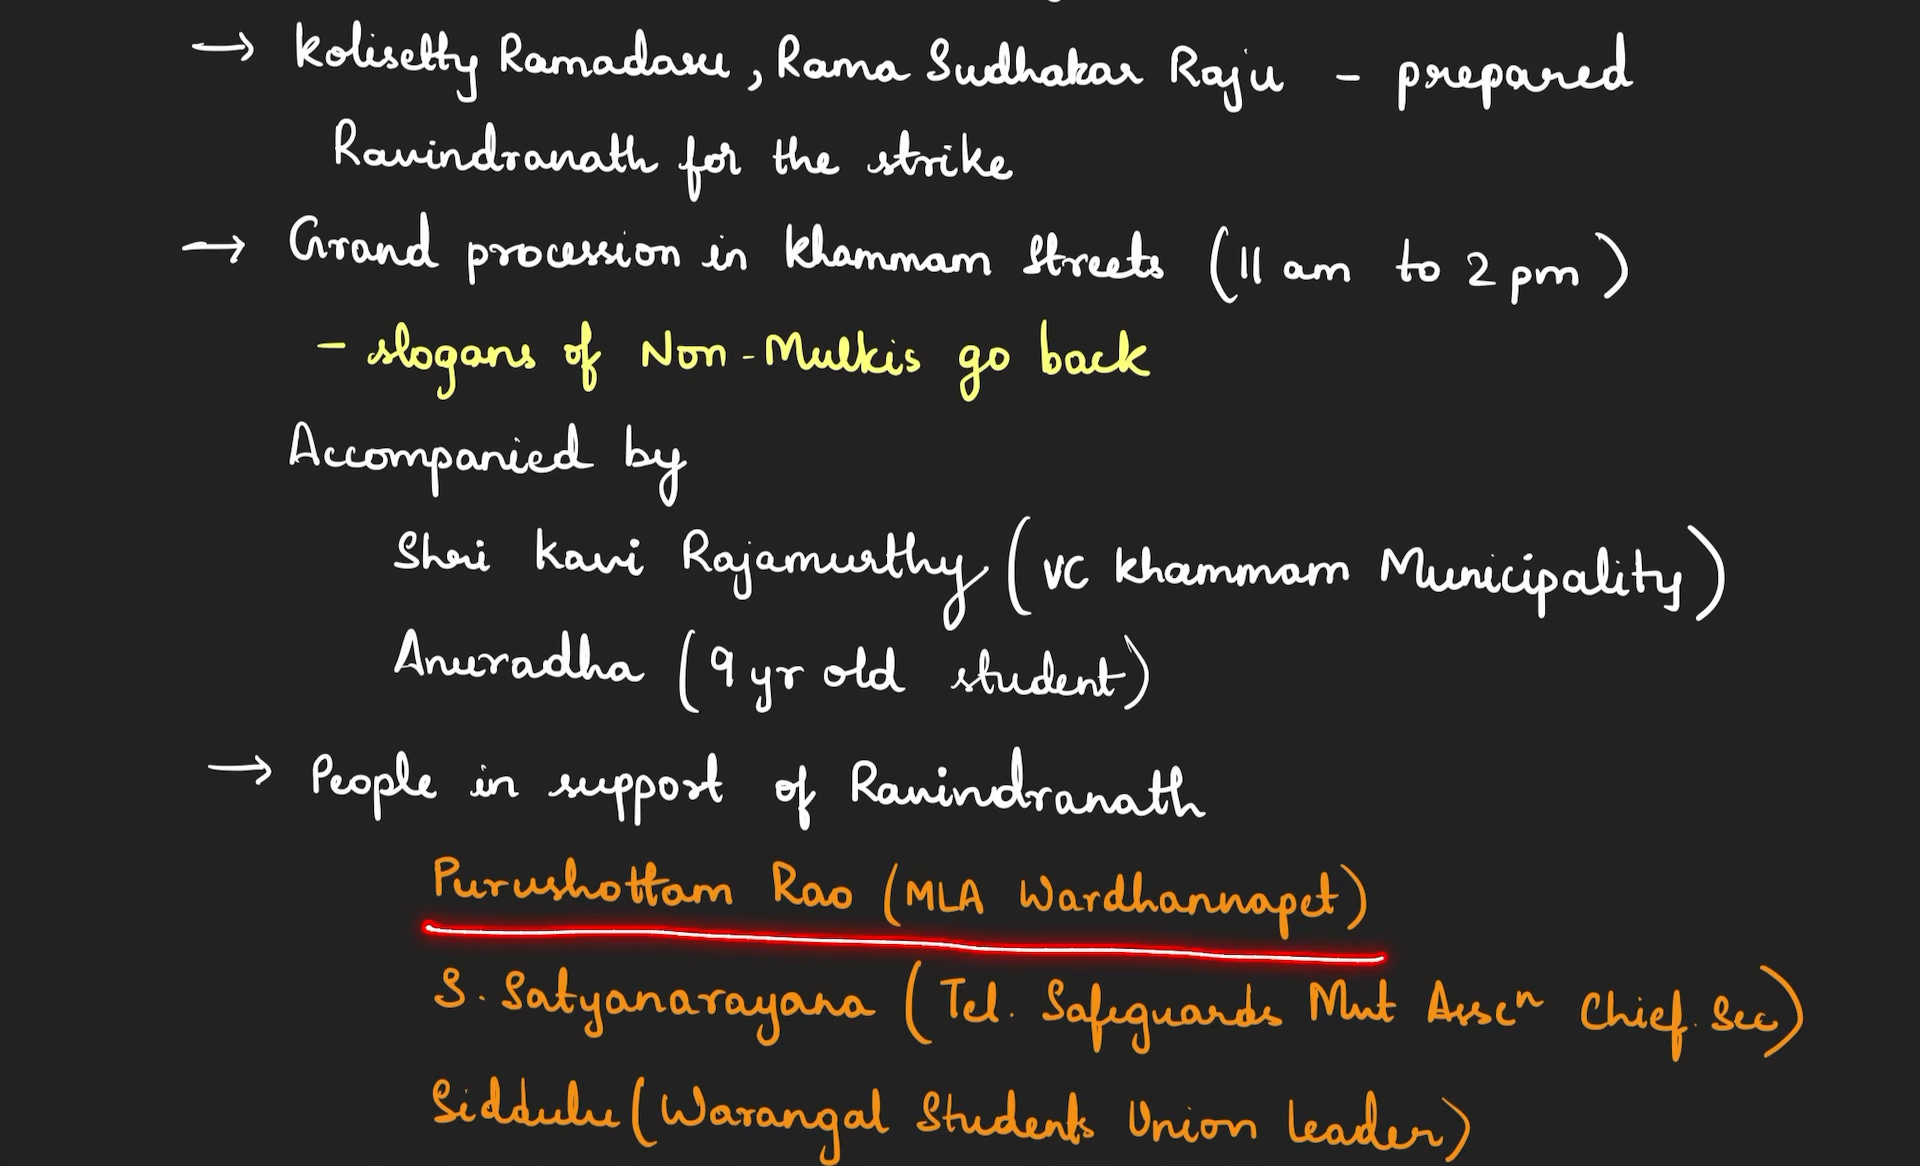 → Kolisetty Ramadasu, Rama Sudhakar Raju - prepared
Ravindranath for the strike
→ Grand procession in Khammam Streets (11 am to 2 pm)
- slogans of Non-Mulkis go back
Accompanied by
Shri Kavi Rajamurthy (VC Khammam Municipality)
Anuradha (9 yr old student)
→ People in support of Ravindranath
Purushottam Rao (MLA Wardhannapet)
S. Satyanarayana (Tel. Safeguards Mnt Asscn Chief. Sec)
Siddulu (Warangal Students Union leader)